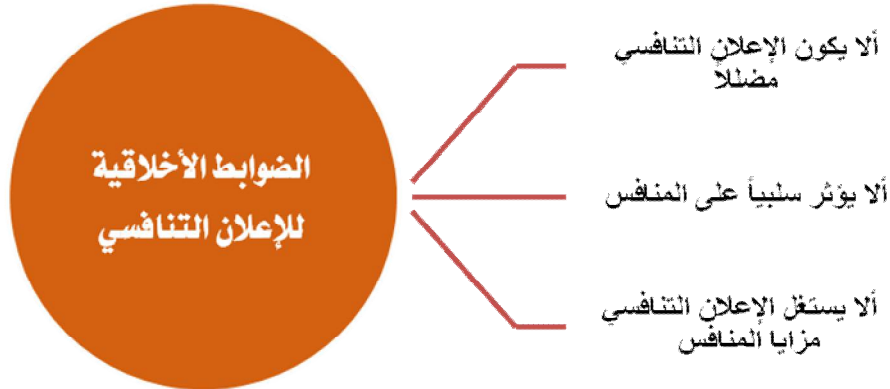 الضوابط الأخلاقية
للإعلان التنافسي
ألا يكون الإعلان التنافسي
مضللاً
ألا يؤثر سلبياً على المنافس
ألا يستغل الإعلان التنافسي
مزايا المنافس